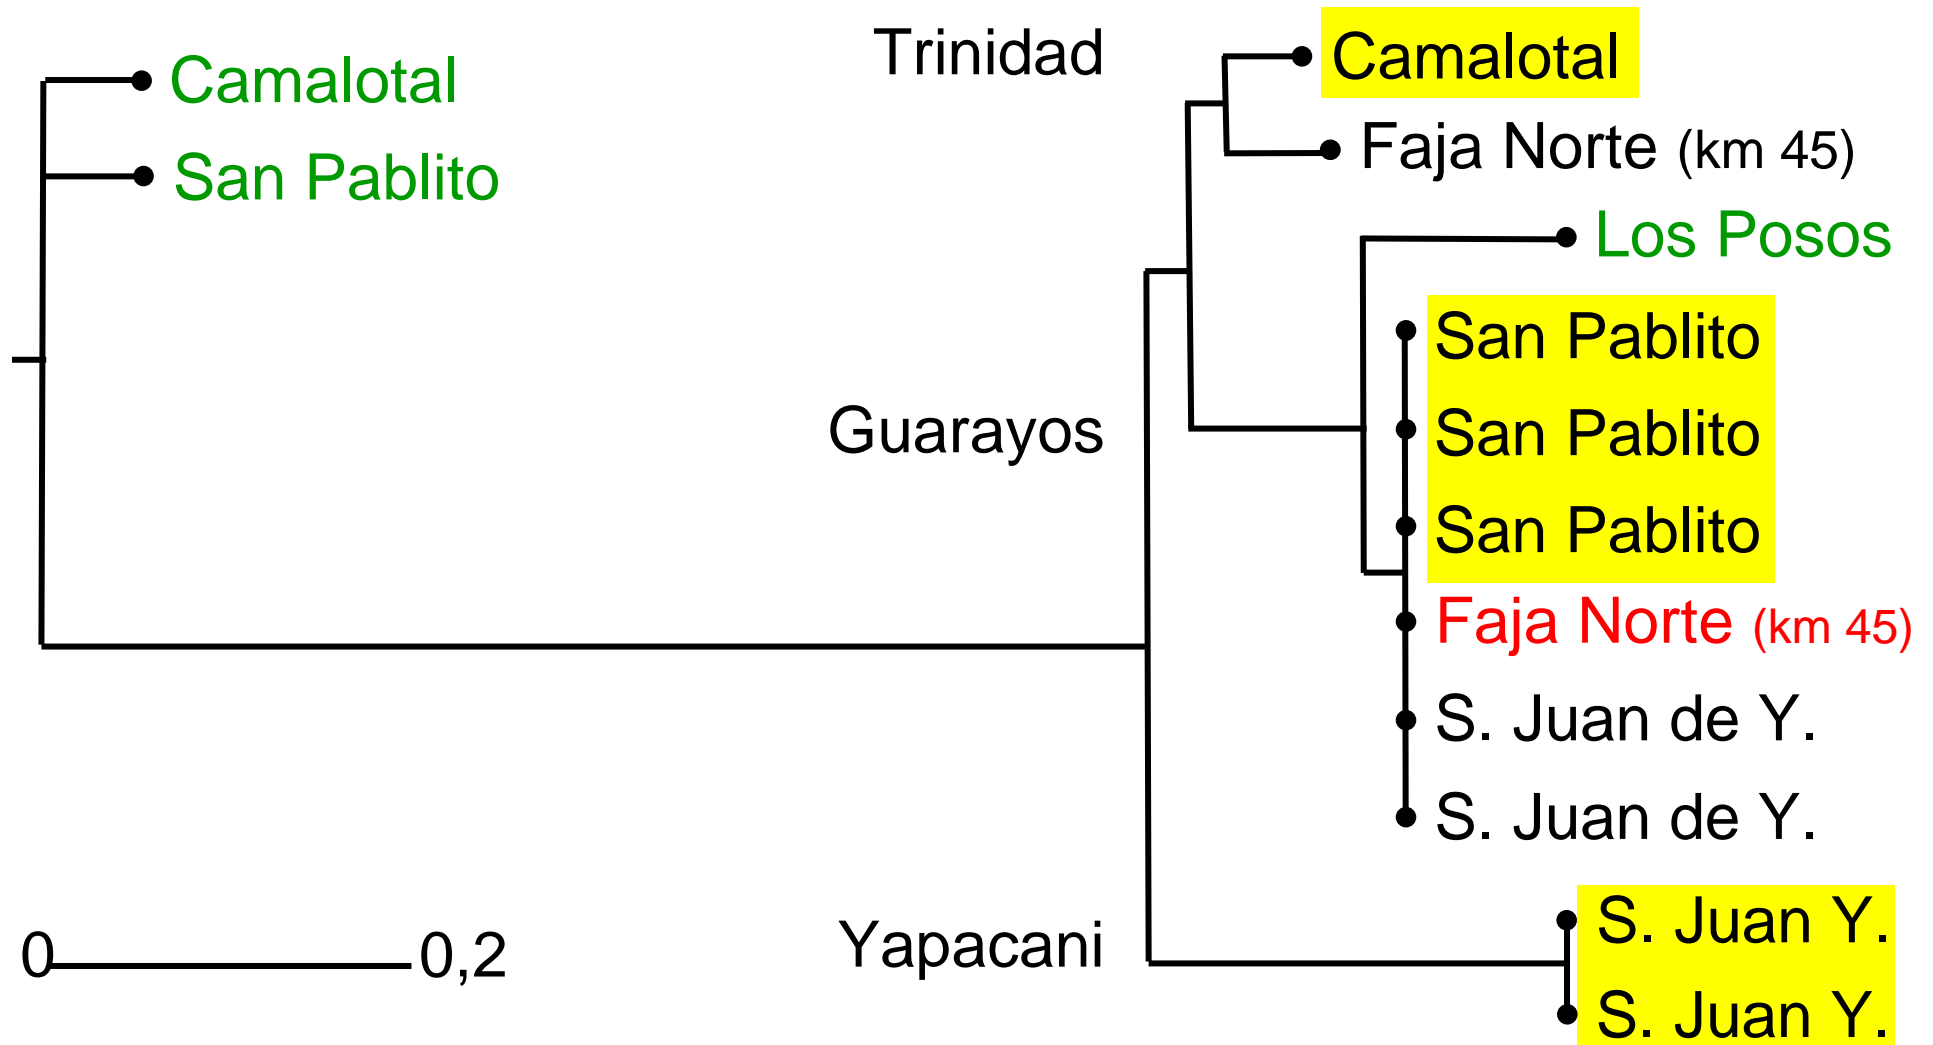 Camalotal
San Pablito
Trinidad
Guarayos
Yapacani
Camalotal
Faja Norte (km 45)
Los Posos
San Pablito
San Pablito
San Pablito
Faja Norte (km 45)
S. Juan de Y.
S. Juan de Y.
S. Juan Y.
S. Juan Y.
0 0,2